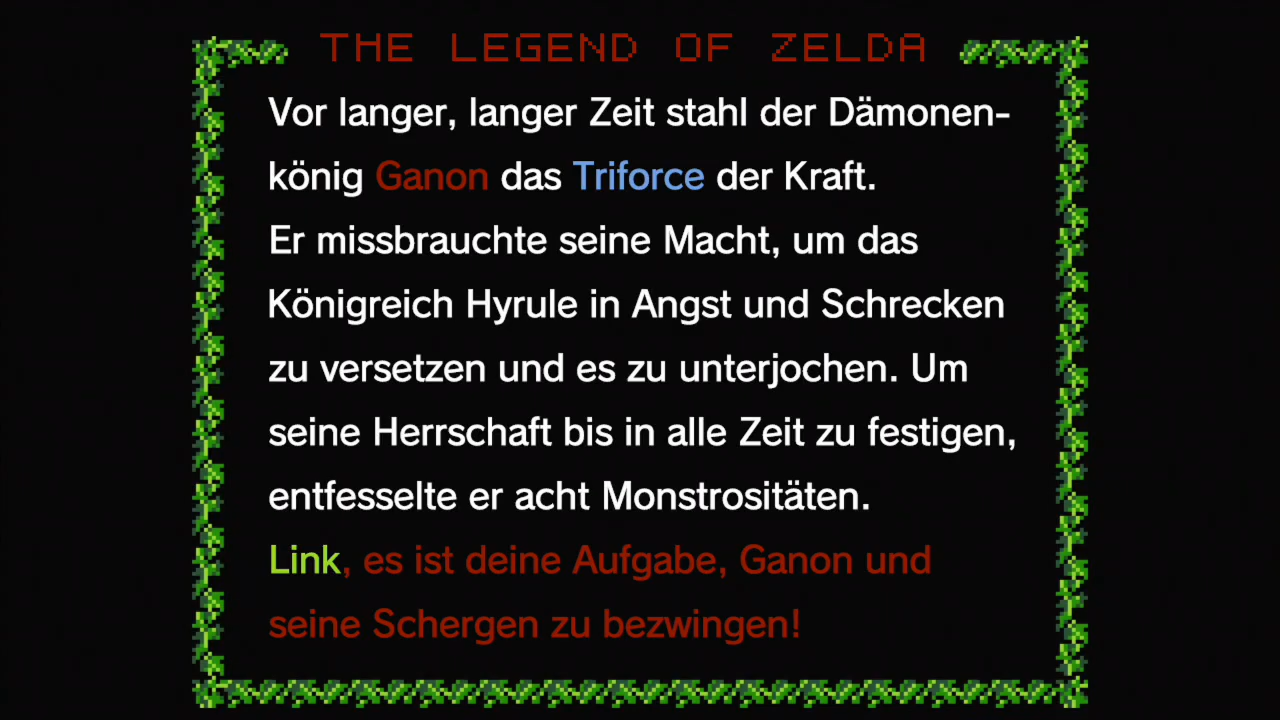 THE LEGEND OF ZELDA
Vor langer, langer Zeit stahl der Dämonen-
könig Ganon das Triforce der Kraft.
Er missbrauchte seine Macht, um das
Königreich Hyrule in Angst und Schrecken
zu versetzen und es zu unterjochen. Um
seine Herrschaft bis in alle Zeit zu festigen,
entfesselte er acht Monstrositäten.
Link, es ist deine Aufgabe, Ganon und
seine Schergen zu bezwingen!